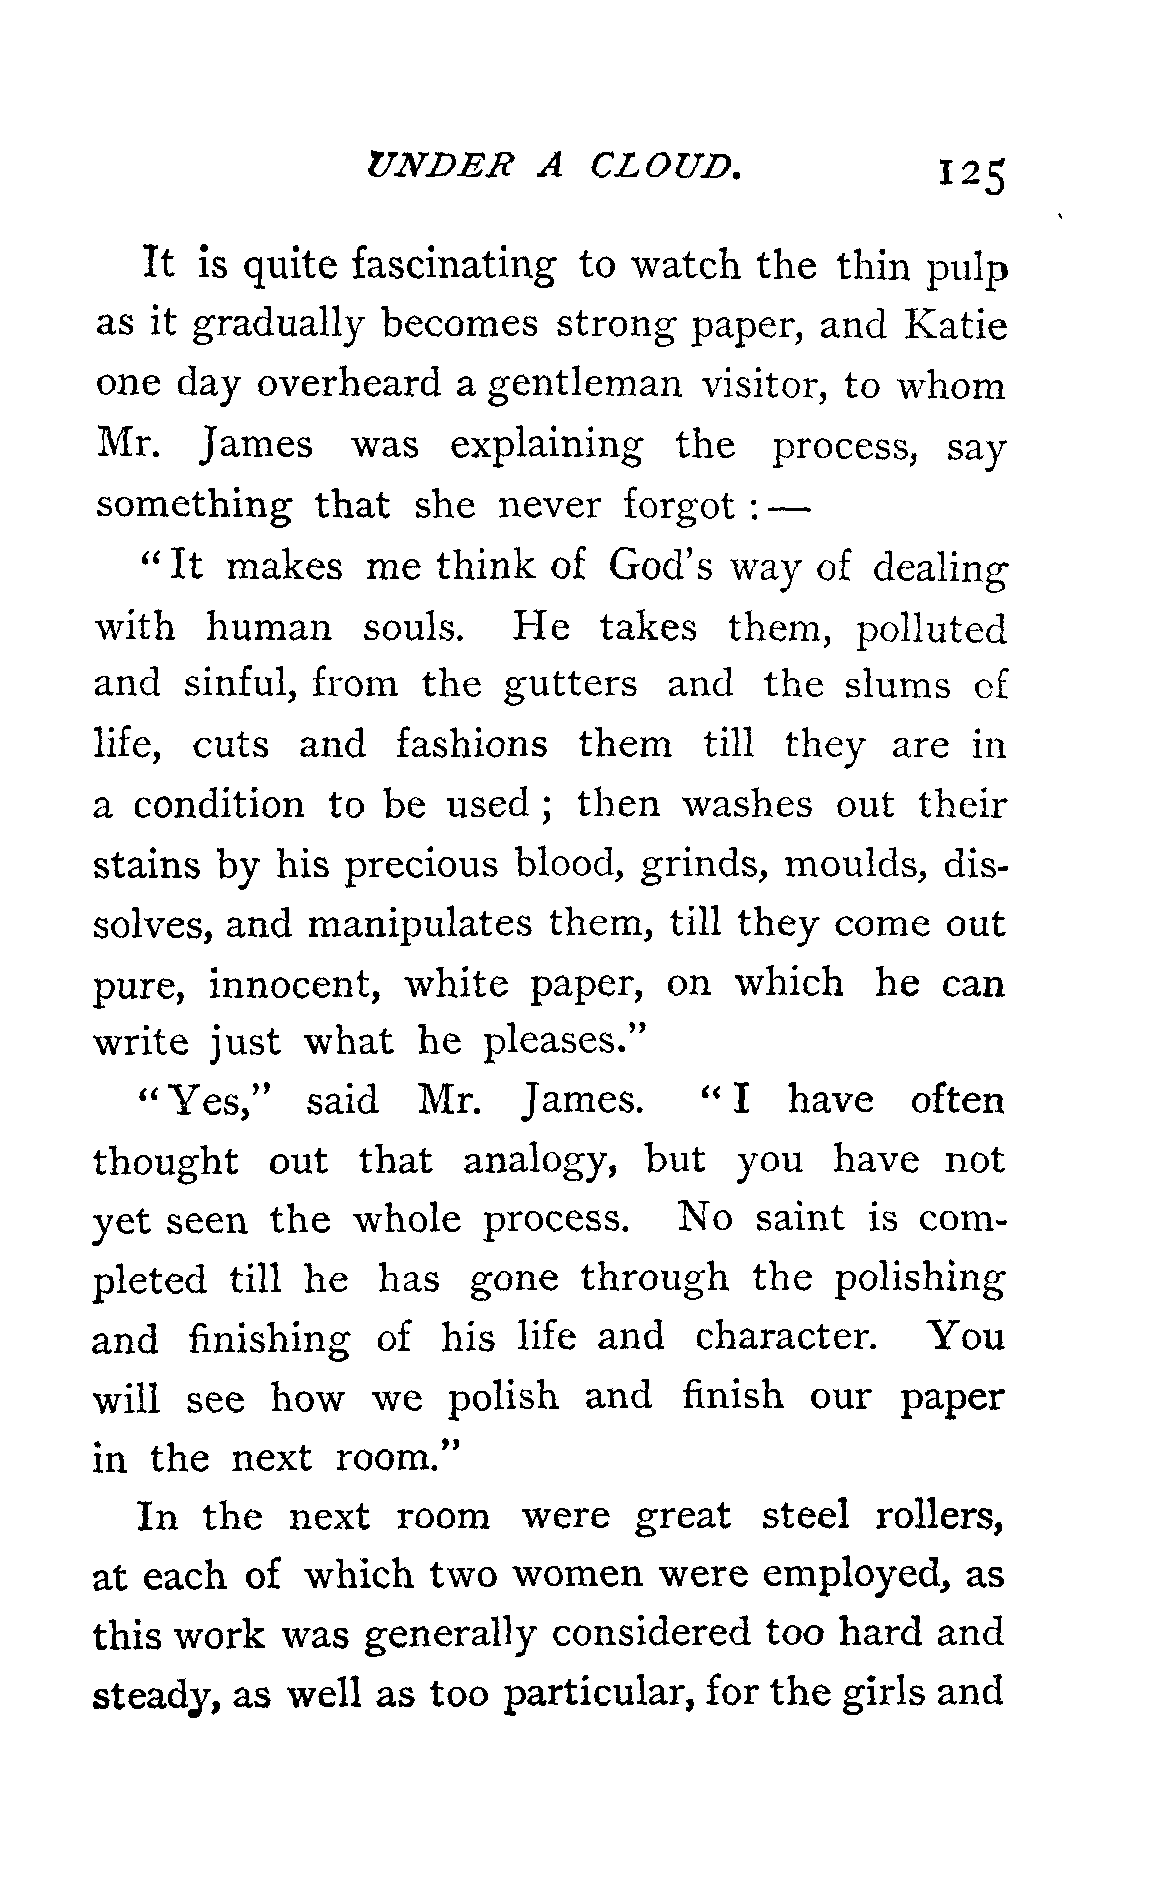 UNDER A CLOUD. 125
It is quite fascinating to watch the thin pulp
as it gradually becomes strong paper, and Katie
one day overheard a gentleman visitor, to whom
Mr. James was explaining the process, say
something that she never forgot :—
“ It makes me think of God's way of dealing
with human souls. He takes them, polluted
and sinful, from the gutters and the slums of
life, cuts and fashions them till they are in
a condition to be used ; then washes out their
stains by his precious blood, grinds, moulds, dis-
solves, and manipulates them, till they come out
pure, innocent, white paper, on which he can
write just what he pleases.”
“ Yes,” said Mr. James. “ I have often
thought out that analogy, but you have not
yet seen the whole process. No saint is com-
pleted till he has gone through the polishing
and finishing of his life and character. You
will see how we polish and finish our paper
in the next room.”
In the next room were great steel rollers,
at each of which two women were employed, as
this work was generally considered too hard and
steady, as well as too particular, for the girls and